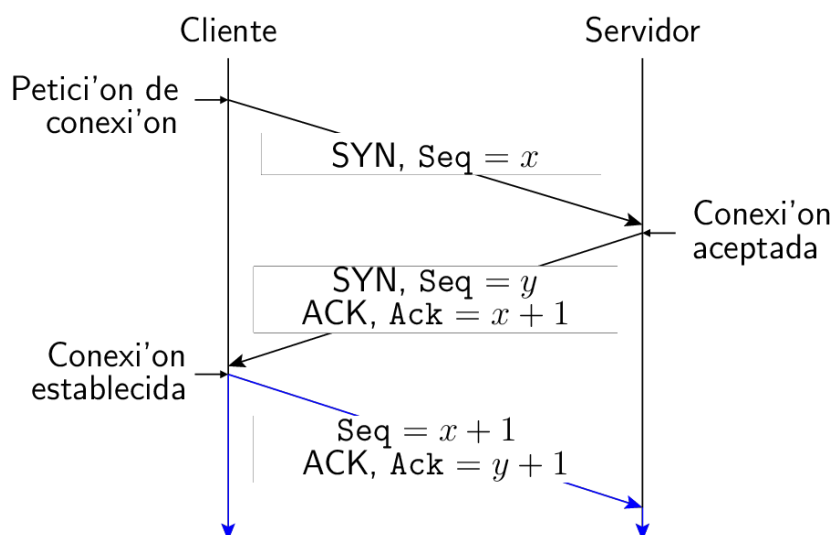 Cliente
Servidor
Petici'on de
conexi'on
SYN, Seq = x
Conexi'on
aceptada
SYN, Seq = y
ACK, Ack = x + 1
Conexi'on
establecida
Seq = x + 1
ACK, Ack = y + 1